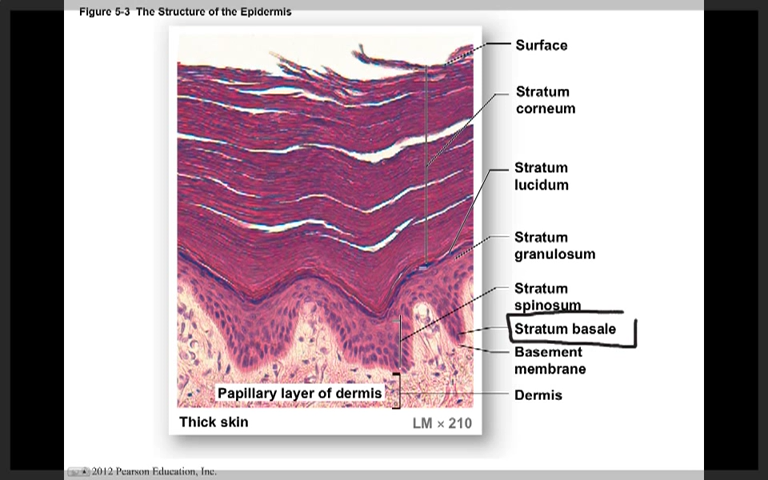 Figure 5-3 The Structure of the Epidermis
Surface
Stratum
corneum
Stratum
lucidum
Stratum
granulosum
Stratum
spinosum
Stratum basale
Basement
membrane
Papillary layer of dermis
Dermis
Thick skin
LM × 210
2012 Pearson Education, Inc.